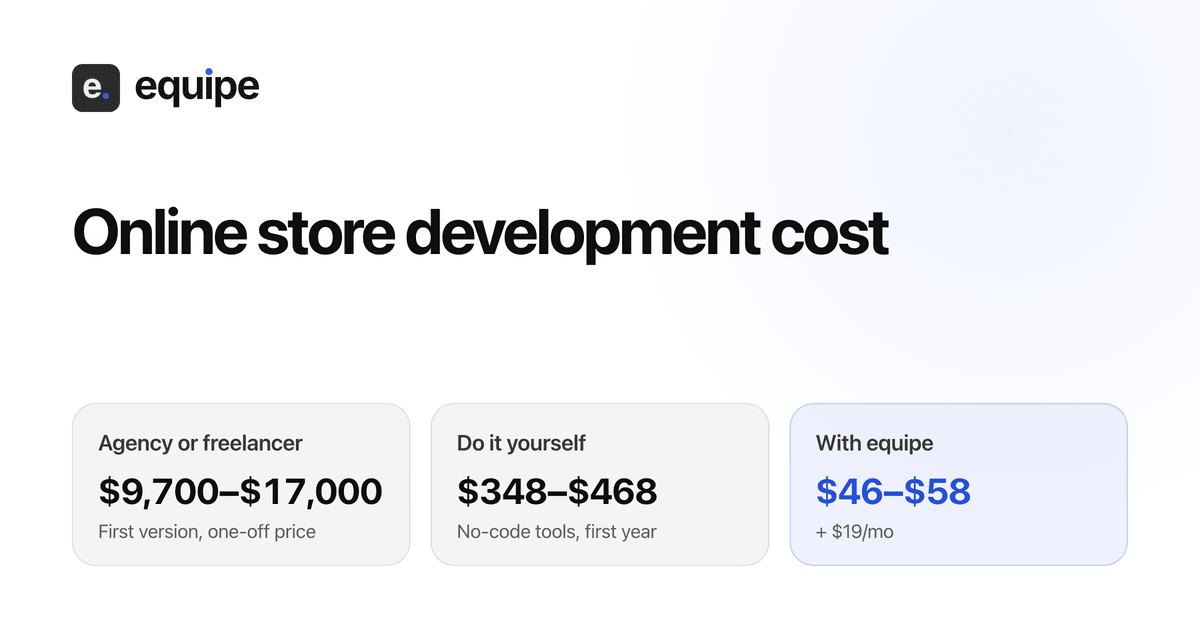 e.
equipe
Online store development cost
Agency or freelancer
$9,700–$17,000
First version, one-off price
Do it yourself
$348–$468
No-code tools, first year
With equipe
$46–$58
+ $19/mo